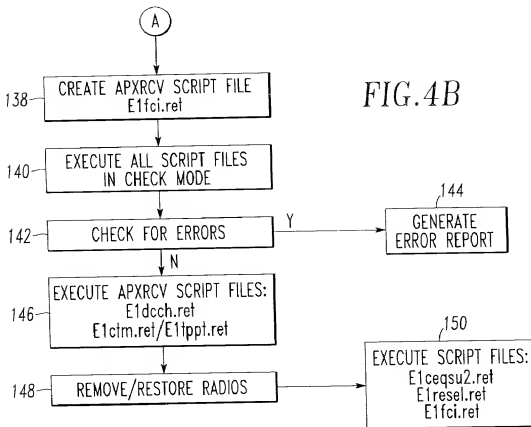 A
CREATE APXRCV SCRIPT FILE
E1fci.ret
138
FIG.4B
EXECUTE ALL SCRIPT FILES
IN CHECK MODE
140
144
142
CHECK FOR ERRORS
Y
GENERATE
ERROR REPORT
N
EXECUTE APXRCV SCRIPT FILES:
E1dcch.ret
E1ctm.ret/E1tppt.ret
146
150
148
REMOVE/RESTORE RADIOS
EXECUTE SCRIPT FILES:
E1ceqsu2.ret
E1resel.ret
E1fci.ret